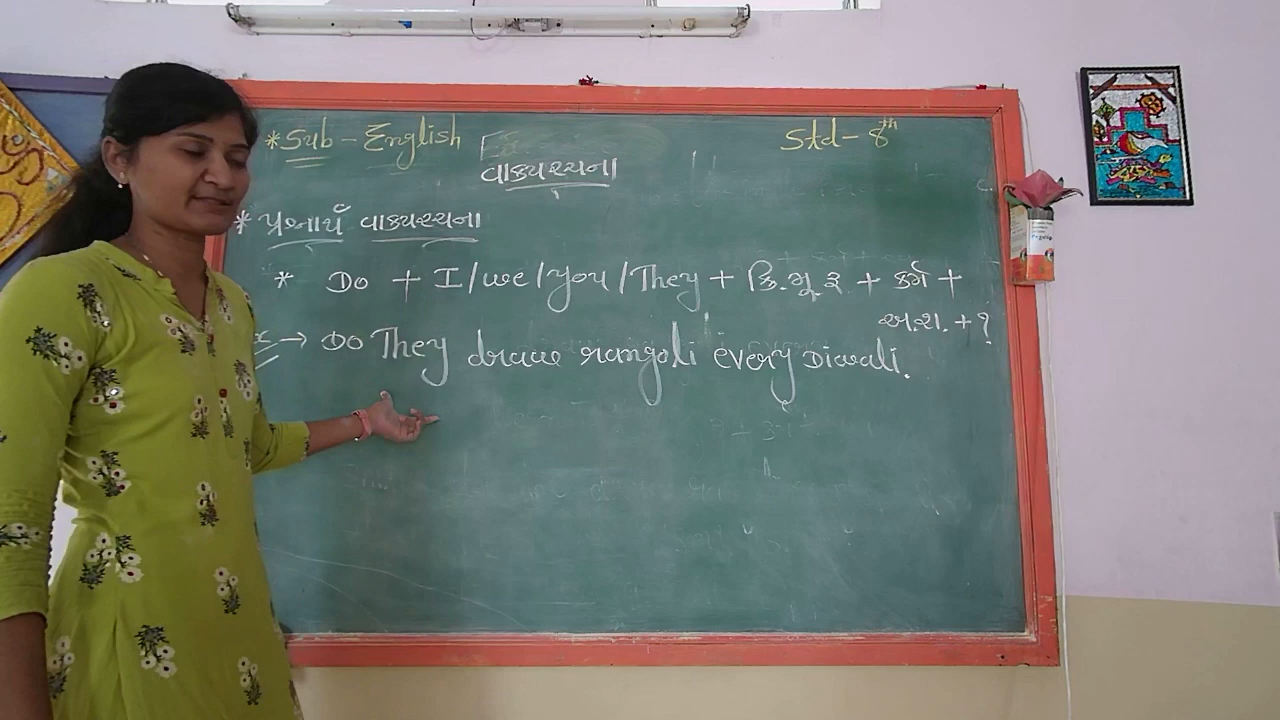 *Sub - English
Std - 8th
વાક્યરચના
* પ્રશ્નાર્થ વાક્યરચના
* Do + I/we/you/They + ક્રિ.મૂ રૂ + કર્મ +
અ.શા. + ?
→ Do They draw rangoli every Diwali.